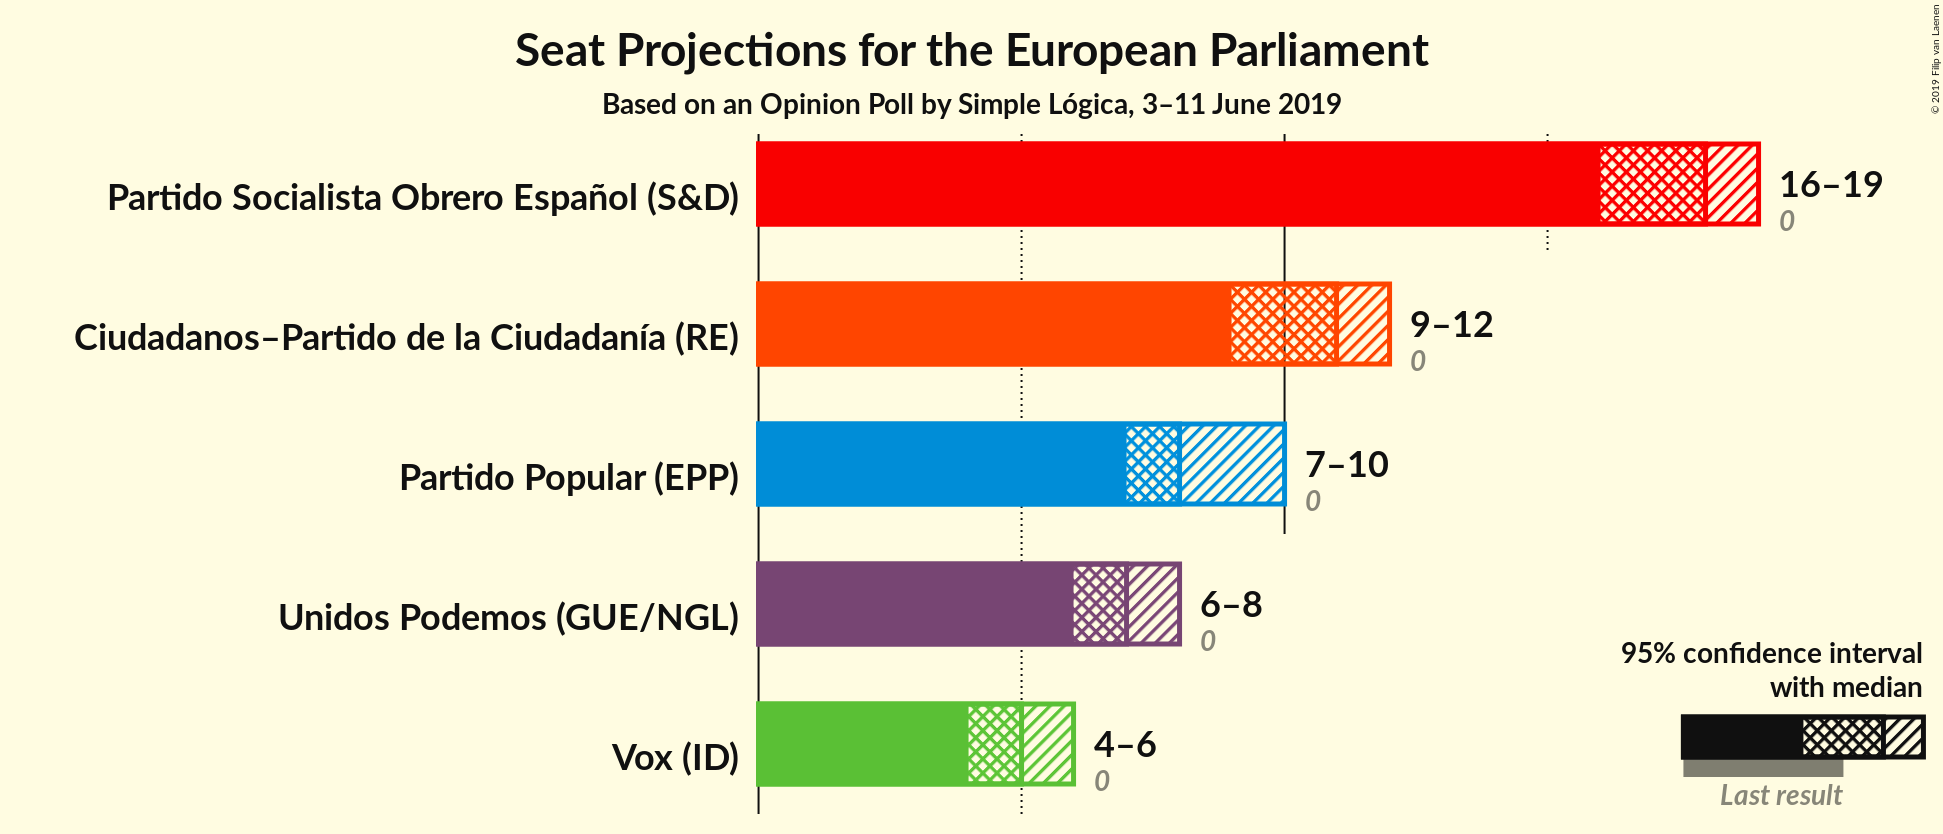 Seat Projections for the European Parliament
Based on an Opinion Poll by Simple Lógica, 3–11 June 2019
© 2019 Filip van Laenen
Partido Socialista Obrero Español (S&D)
16–19
0
Ciudadanos–Partido de la Ciudadanía (RE)
9–12
0
Partido Popular (EPP)
7–10
0
Unidos Podemos (GUE/NGL)
6–8
0
Vox (ID)
4–6
0
95% confidence interval
with median
Last result